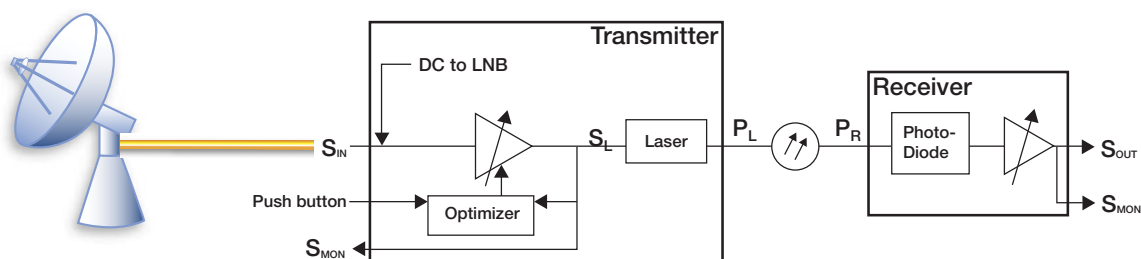 Transmitter
DC to LNB
Receiver
S_IN
S_L
Laser
P_L
P_R
Photo-
Diode
S_OUT
Push button
Optimizer
S_MON
S_MON